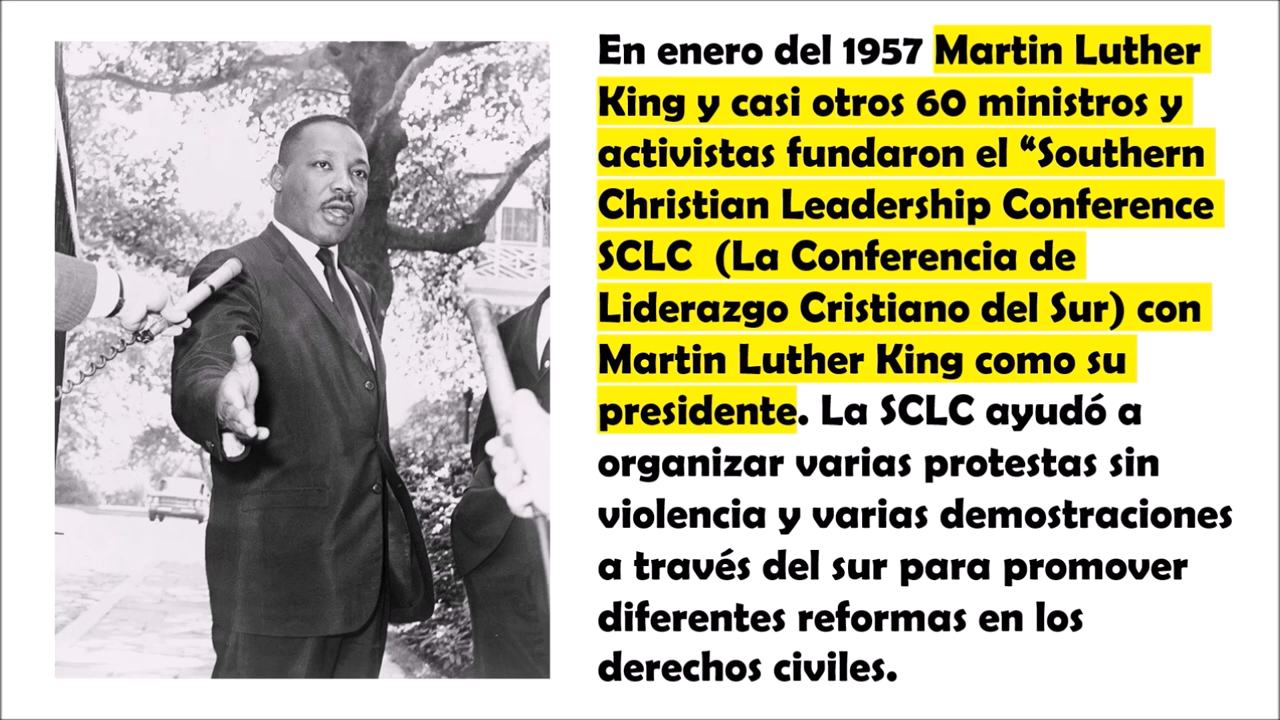 En enero del 1957 Martin Luther
King y casi otros 60 ministros y
activistas fundaron el “Southern
Christian Leadership Conference
SCLC (La Conferencia de
Liderazgo Cristiano del Sur) con
Martin Luther King como su
presidente. La SCLC ayudó a
organizar varias protestas sin
violencia y varias demostraciones
a través del sur para promover
diferentes reformas en los
derechos civiles.